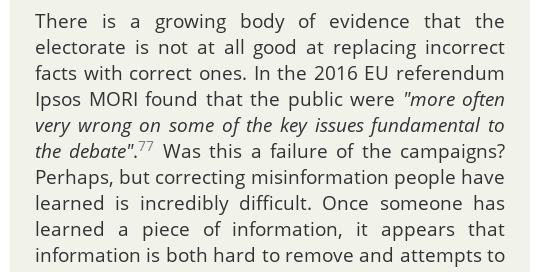 There is a growing body of evidence that the
electorate is not at all good at replacing incorrect
facts with correct ones. In the 2016 EU referendum
Ipsos MORI found that the public were "more often
very wrong on some of the key issues fundamental to
the debate".77 Was this a failure of the campaigns?
Perhaps, but correcting misinformation people have
learned is incredibly difficult. Once someone has
learned a piece of information, it appears that
information is both hard to remove and attempts to